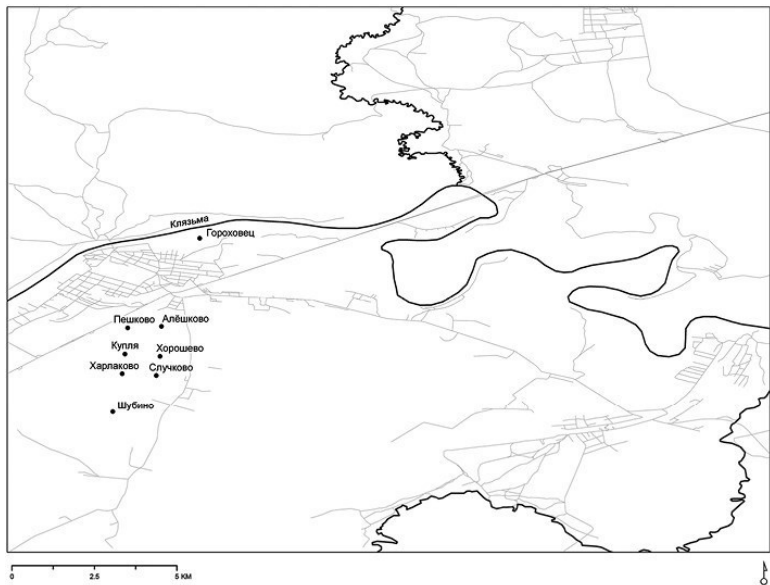 Клязьма
Гороховец
Пешково
Алёшково
Купля
Хорошево
Харлаково
Случково
Шубино
0
2.5
5 КМ